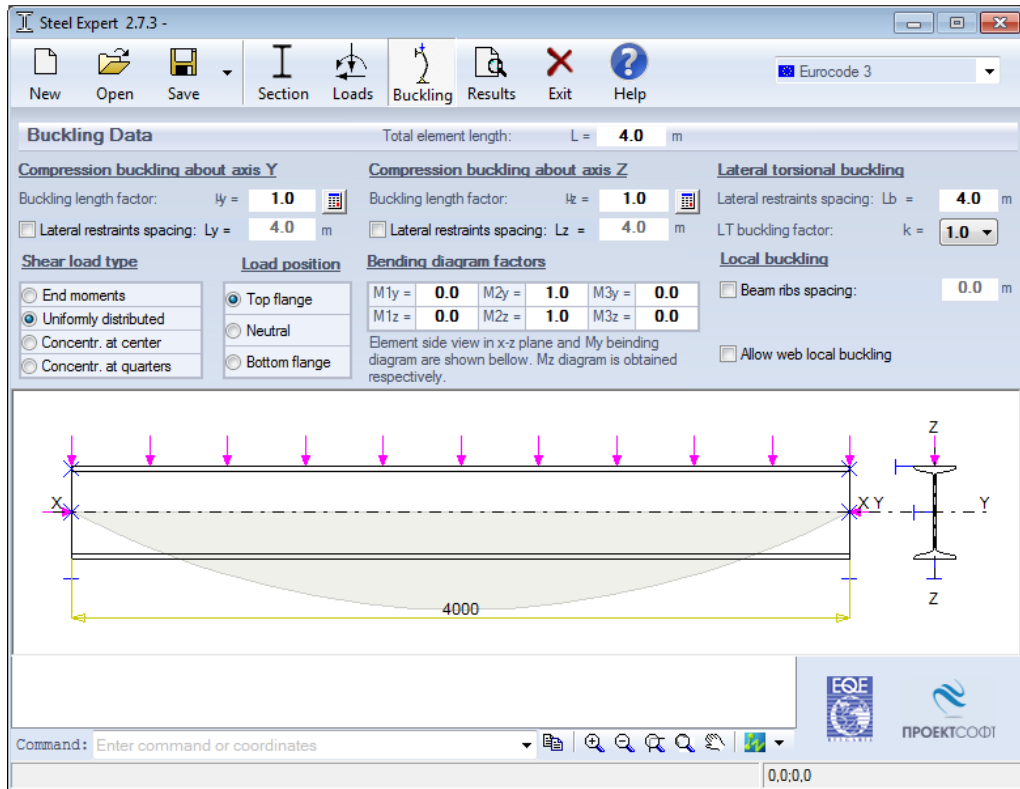 Steel Expert 2.7.3 -
New Open Save Section Loads Buckling Results Exit Help Eurocode 3
Buckling Data Total element length: L = 4.0 m
Compression buckling about axis Y Compression buckling about axis Z Lateral torsional buckling
Buckling length factor: μy = 1.0 Buckling length factor: μz = 1.0 Lateral restraints spacing: Lb = 4.0 m
Lateral restraints spacing: Ly = 4.0 m Lateral restraints spacing: Lz = 4.0 m LT buckling factor: k = 1.0
Shear load type Load position Bending diagram factors Local buckling
End moments Top flange M1y = 0.0 M2y = 1.0 M3y = 0.0 Beam ribs spacing: 0.0 m
Uniformly distributed Neutral M1z = 0.0 M2z = 1.0 M3z = 0.0
Concentr. at center Bottom flange Element side view in x-z plane and My beinding
Concentr. at quarters diagram are shown bellow. Mz diagram is obtained Allow web local buckling
respectively.
Z
X X Y Y
Z
4000
EQE
BULGARIA
ПРОЕКТСОФТ
Command: Enter command or coordinates
0,0;0,0